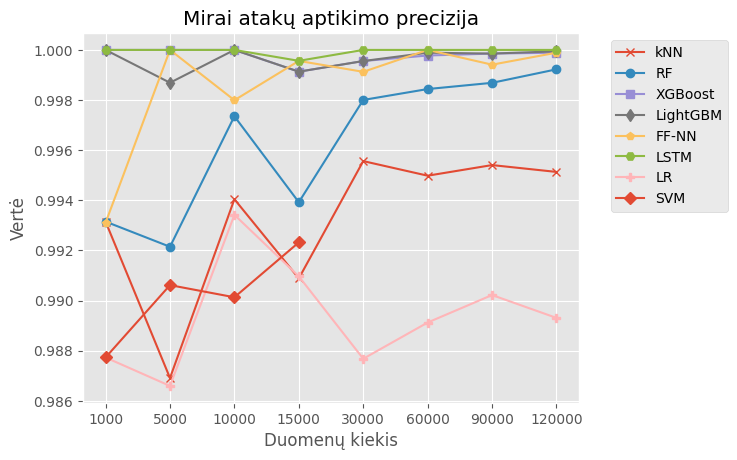 Mirai atakų aptikimo precizija
1.000
0.998
0.996
0.994
0.992
0.990
0.988
0.986
Vertė
1000 5000 10000 15000 30000 60000 90000 120000
Duomenų kiekis
kNN
RF
XGBoost
LightGBM
FF-NN
LSTM
LR
SVM